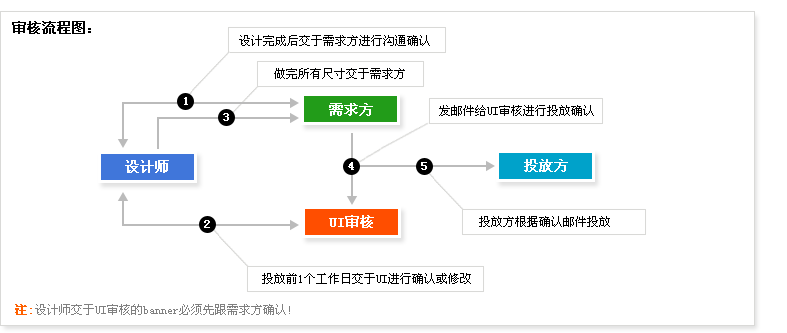 审核流程图：
设计完成后交于需求方进行沟通确认
做完所有尺寸交于需求方
1
3
需求方
发邮件给UI审核进行投放确认
设计师
4
5
投放方
2
UI审核
投放方根据确认邮件投放
投放前1个工作日交于UI进行确认或修改
注:设计师交于UI审核的banner必须先跟需求方确认!